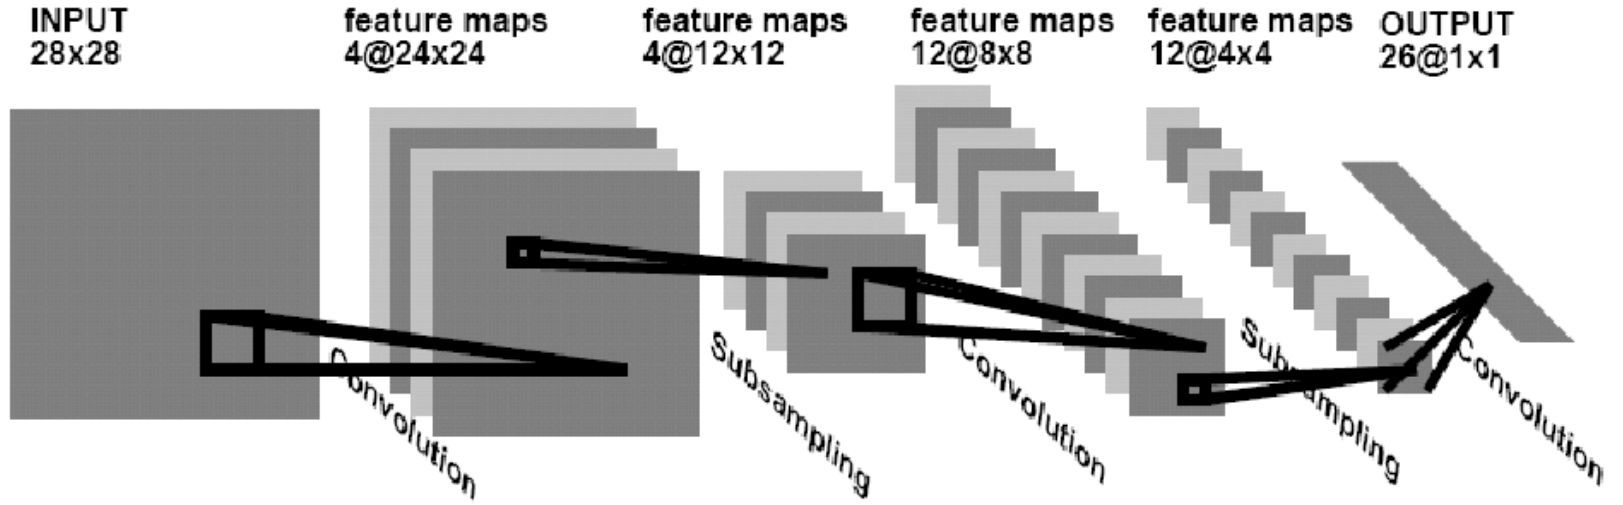 INPUT
28x28
feature maps
4@24x24
feature maps
4@12x12
feature maps
12@8x8
feature maps
12@4x4
OUTPUT
26@1x1
Convolution
Subsampling
Convolution
Subsampling
Convolution